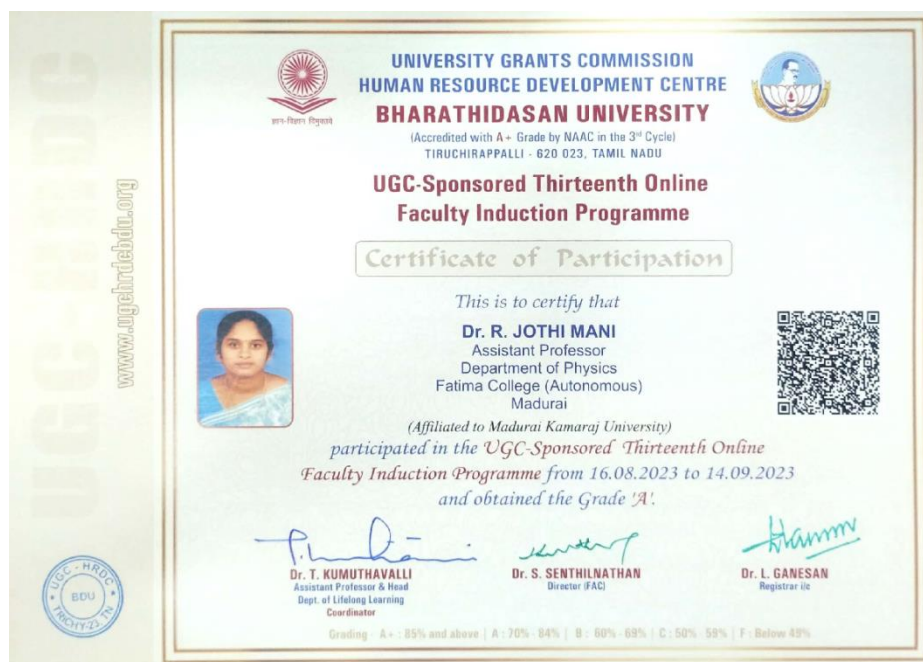 UNIVERSITY GRANTS COMMISSION
HUMAN RESOURCE DEVELOPMENT CENTRE
BHARATHIDASAN UNIVERSITY
(Accredited with A+ Grade by NAAC in the 3rd Cycle)
TIRUCHIRAPPALLI - 620 023, TAMIL NADU
ज्ञान-विज्ञान विमुक्तये
UGC-Sponsored Thirteenth Online
Faculty Induction Programme
Certificate of Participation
This is to certify that
Dr. R. JOTHI MANI
Assistant Professor
Department of Physics
Fatima College (Autonomous)
Madurai
(Affiliated to Madurai Kamaraj University)
participated in the UGC-Sponsored Thirteenth Online
Faculty Induction Programme from 16.08.2023 to 14.09.2023
and obtained the Grade 'A'.
Dr. T. KUMUTHAVALLI
Assistant Professor & Head
Dept. of Lifelong Learning
Coordinator
Dr. S. SENTHILNATHAN
Director (FAC)
Dr. L. GANESAN
Registrar i/c
Grading - A+ : 85% and above | A : 70% - 84% | B : 60% - 69% | C : 50% - 59% | F : Below 49%
UGC-HRDC
www.ugchrdcbdu.org
UGC - HRDC
BDU
TRICHY-23. TN